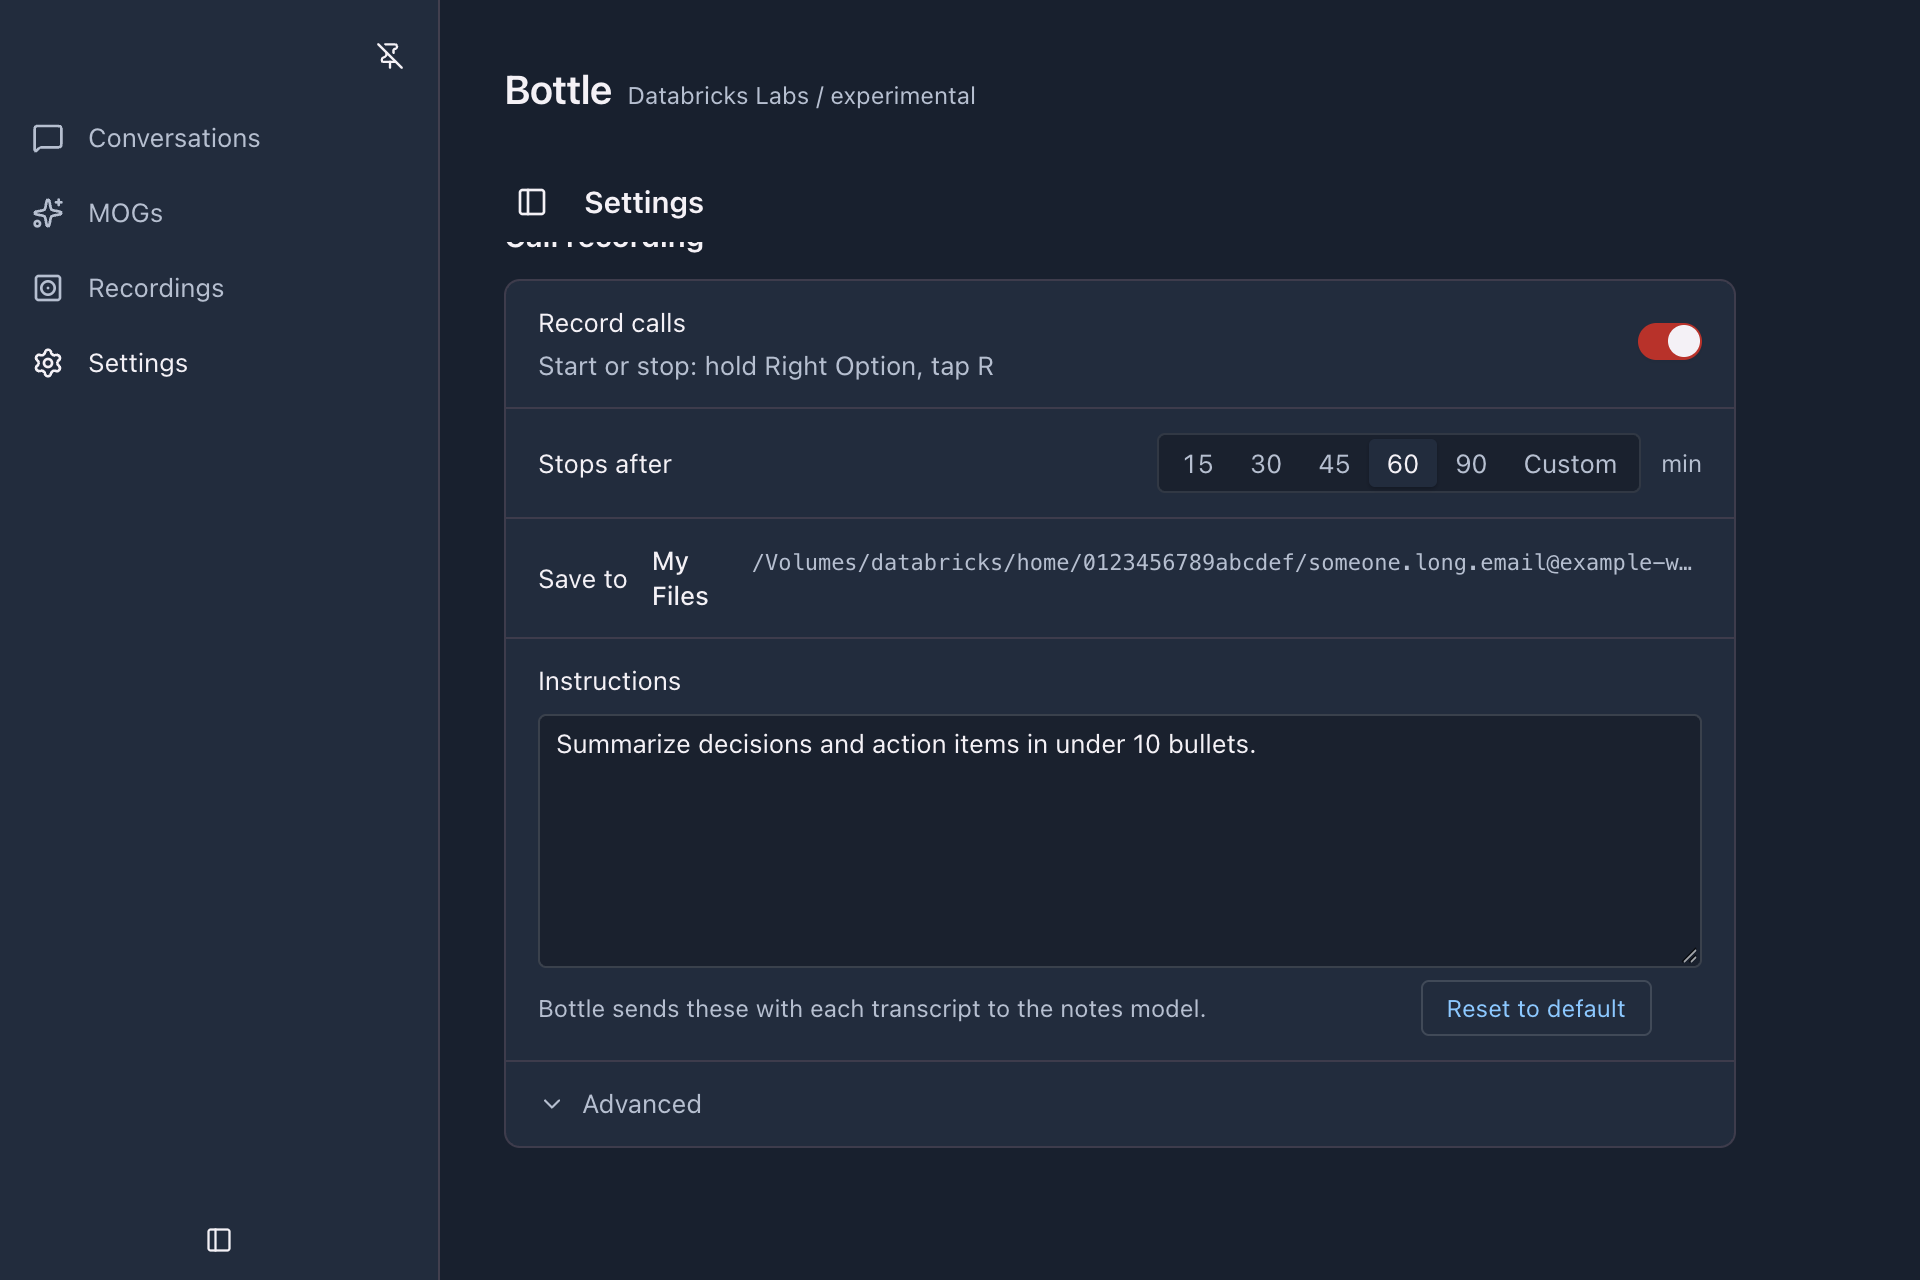 Bottle Databricks Labs / experimental
Conversations
MOGs
Recordings
Settings
Settings
Call recording
Record calls
Start or stop: hold Right Option, tap R
Stops after 15 30 45 60 90 Custom min
Save to My Files /Volumes/databricks/home/0123456789abcdef/someone.long.email@example-w…
Instructions
Summarize decisions and action items in under 10 bullets.
Bottle sends these with each transcript to the notes model. Reset to default
Advanced